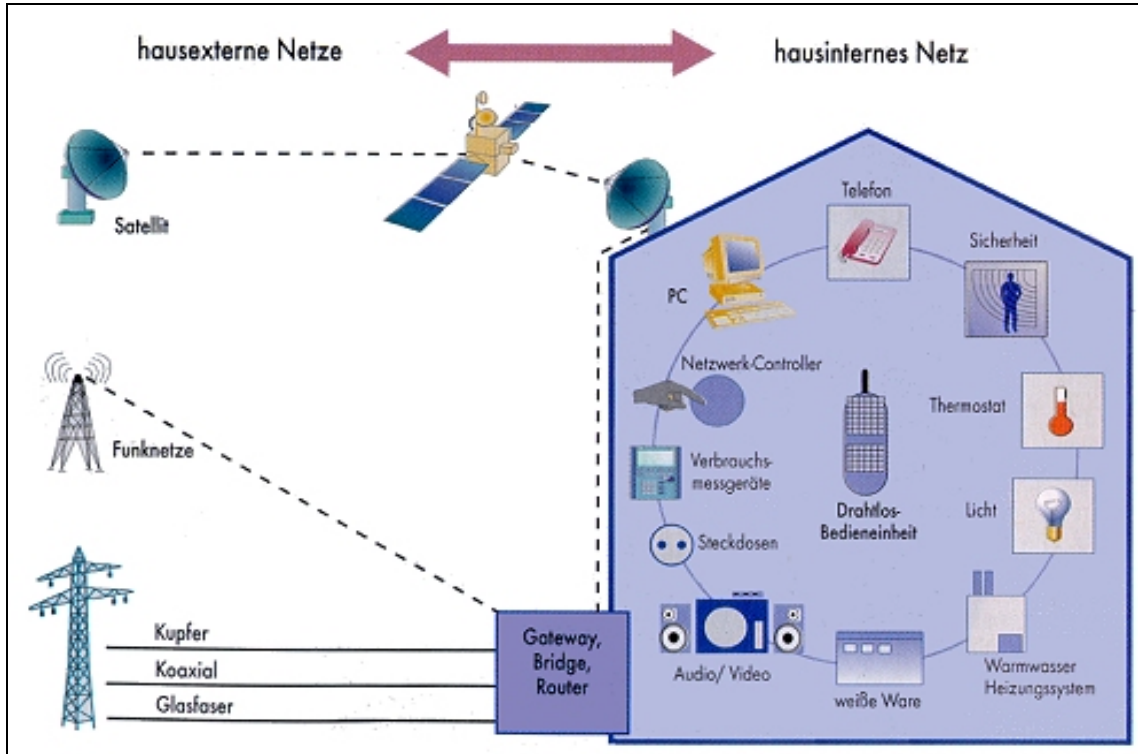 hausexterne Netze
hausinternes Netz
Satellit
Telefon
Sicherheit
PC
Netzwerk-Controller
Thermostat
Funknetze
Verbrauchs-
messgeräte
Drahtlos-
Bedieneinheit
Licht
Steckdosen
Kupfer
Koaxial
Glasfaser
Gateway,
Bridge,
Router
Audio/ Video
weiße Ware
Warmwasser
Heizungssystem